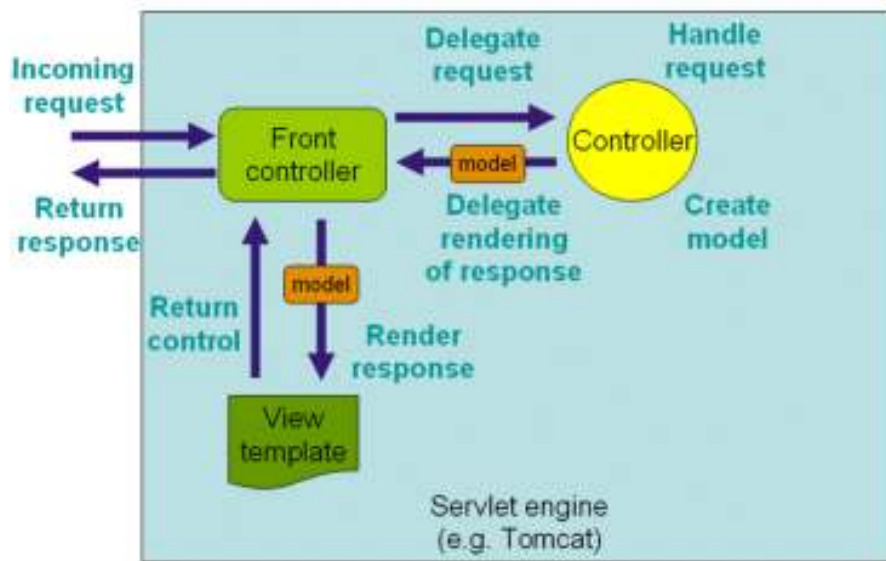 Incoming
request
Return
response
Front
controller
Delegate
request
Handle
request
Controller
model
Delegate
rendering
of response
Create
model
model
Return
control
Render
response
View
template
Servlet engine
(e.g. Tomcat)